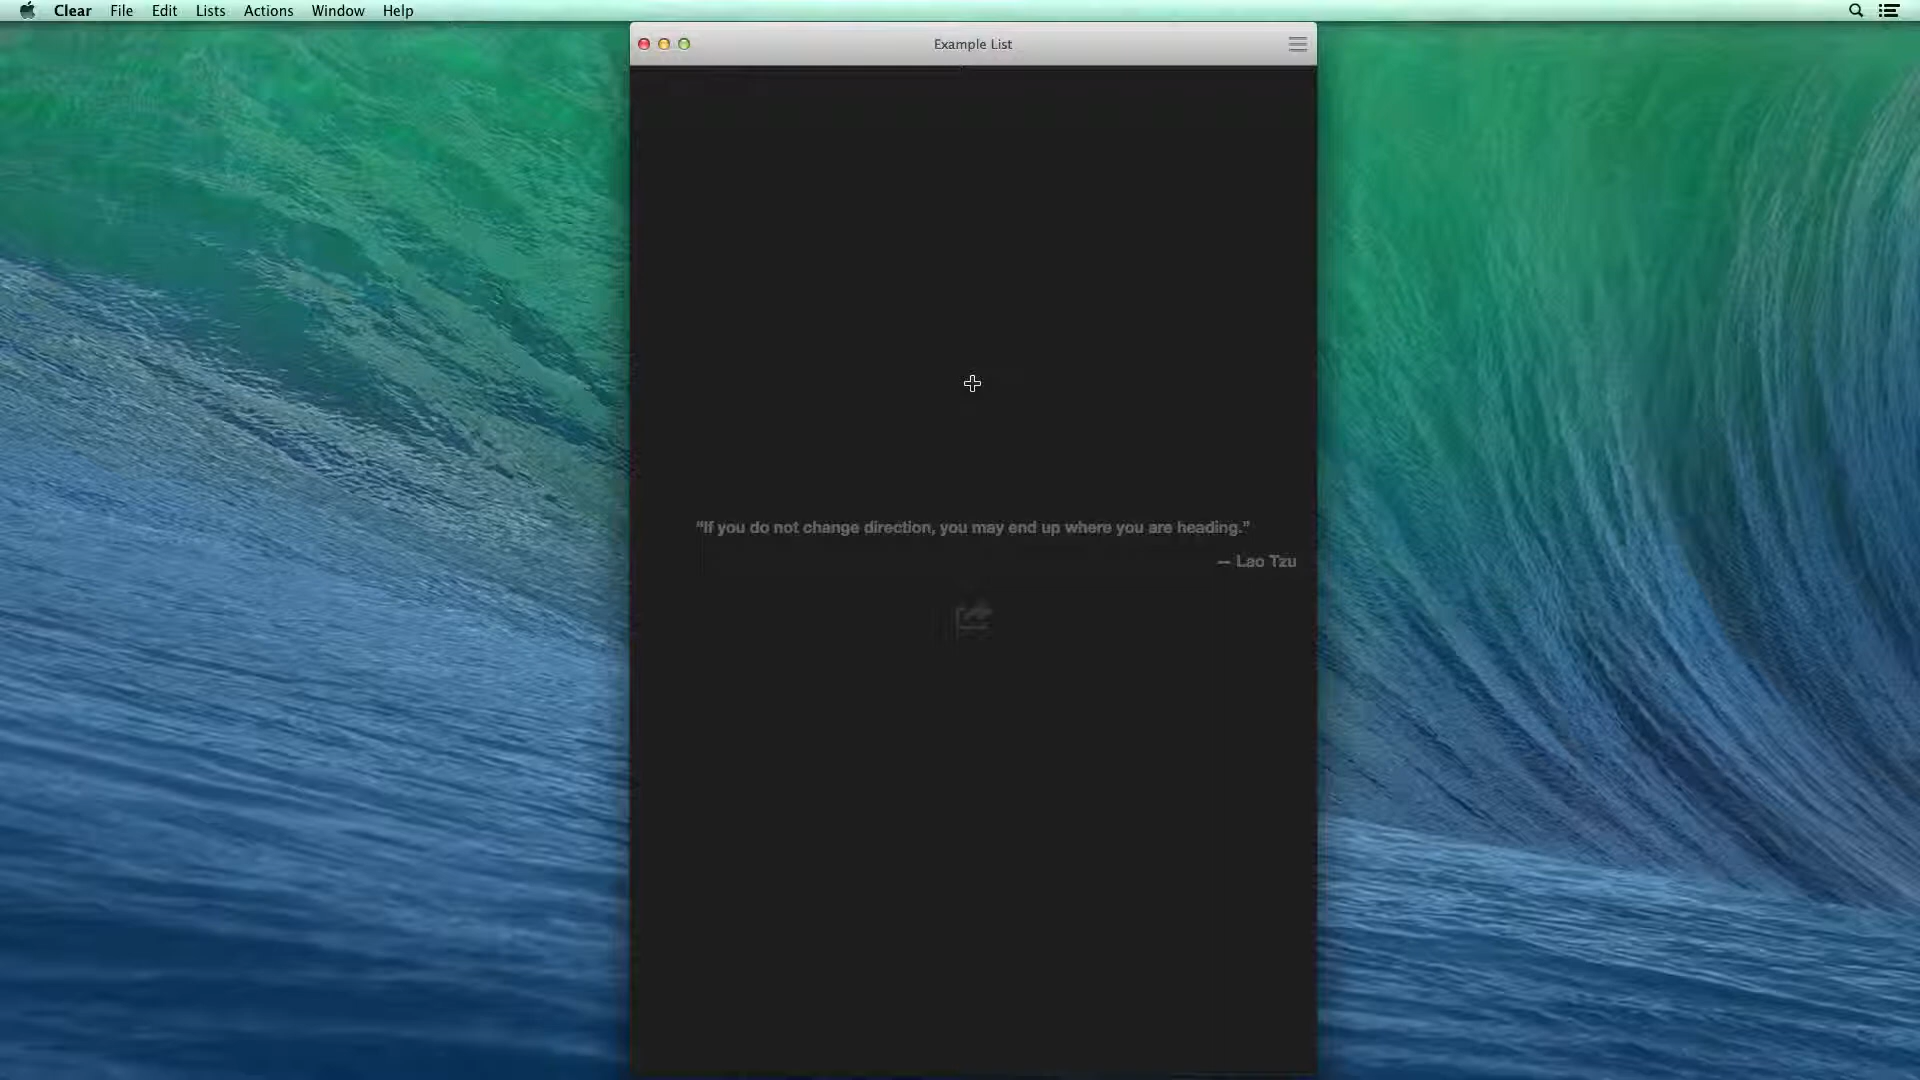 Clear File Edit Lists Actions Window Help
Example List
“If you do not change direction, you may end up where you are heading.”
— Lao Tzu